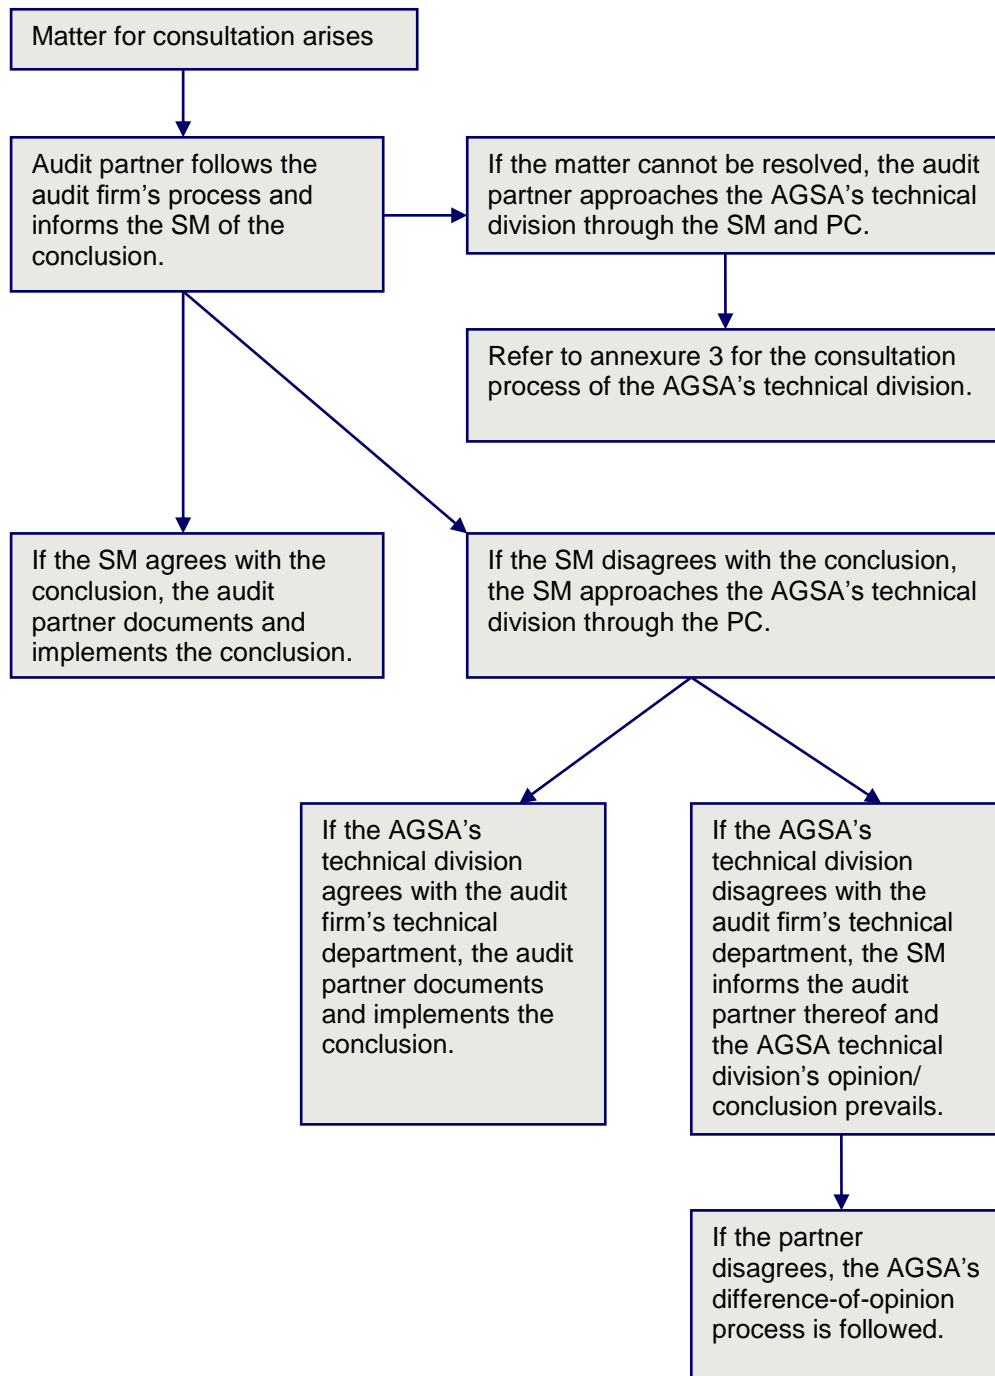 Matter for consultation arises
Audit partner follows the
audit firm’s process and
informs the SM of the
conclusion.
If the matter cannot be resolved, the audit
partner approaches the AGSA’s technical
division through the SM and PC.
Refer to annexure 3 for the consultation
process of the AGSA’s technical division.
If the SM agrees with the
conclusion, the audit
partner documents and
implements the conclusion.
If the SM disagrees with the conclusion,
the SM approaches the AGSA’s technical
division through the PC.
If the AGSA’s
technical division
agrees with the audit
firm’s technical
department, the audit
partner documents
and implements the
conclusion.
If the AGSA’s
technical division
disagrees with the
audit firm’s technical
department, the SM
informs the audit
partner thereof and
the AGSA technical
division’s opinion/
conclusion prevails.
If the partner
disagrees, the AGSA’s
difference-of-opinion
process is followed.